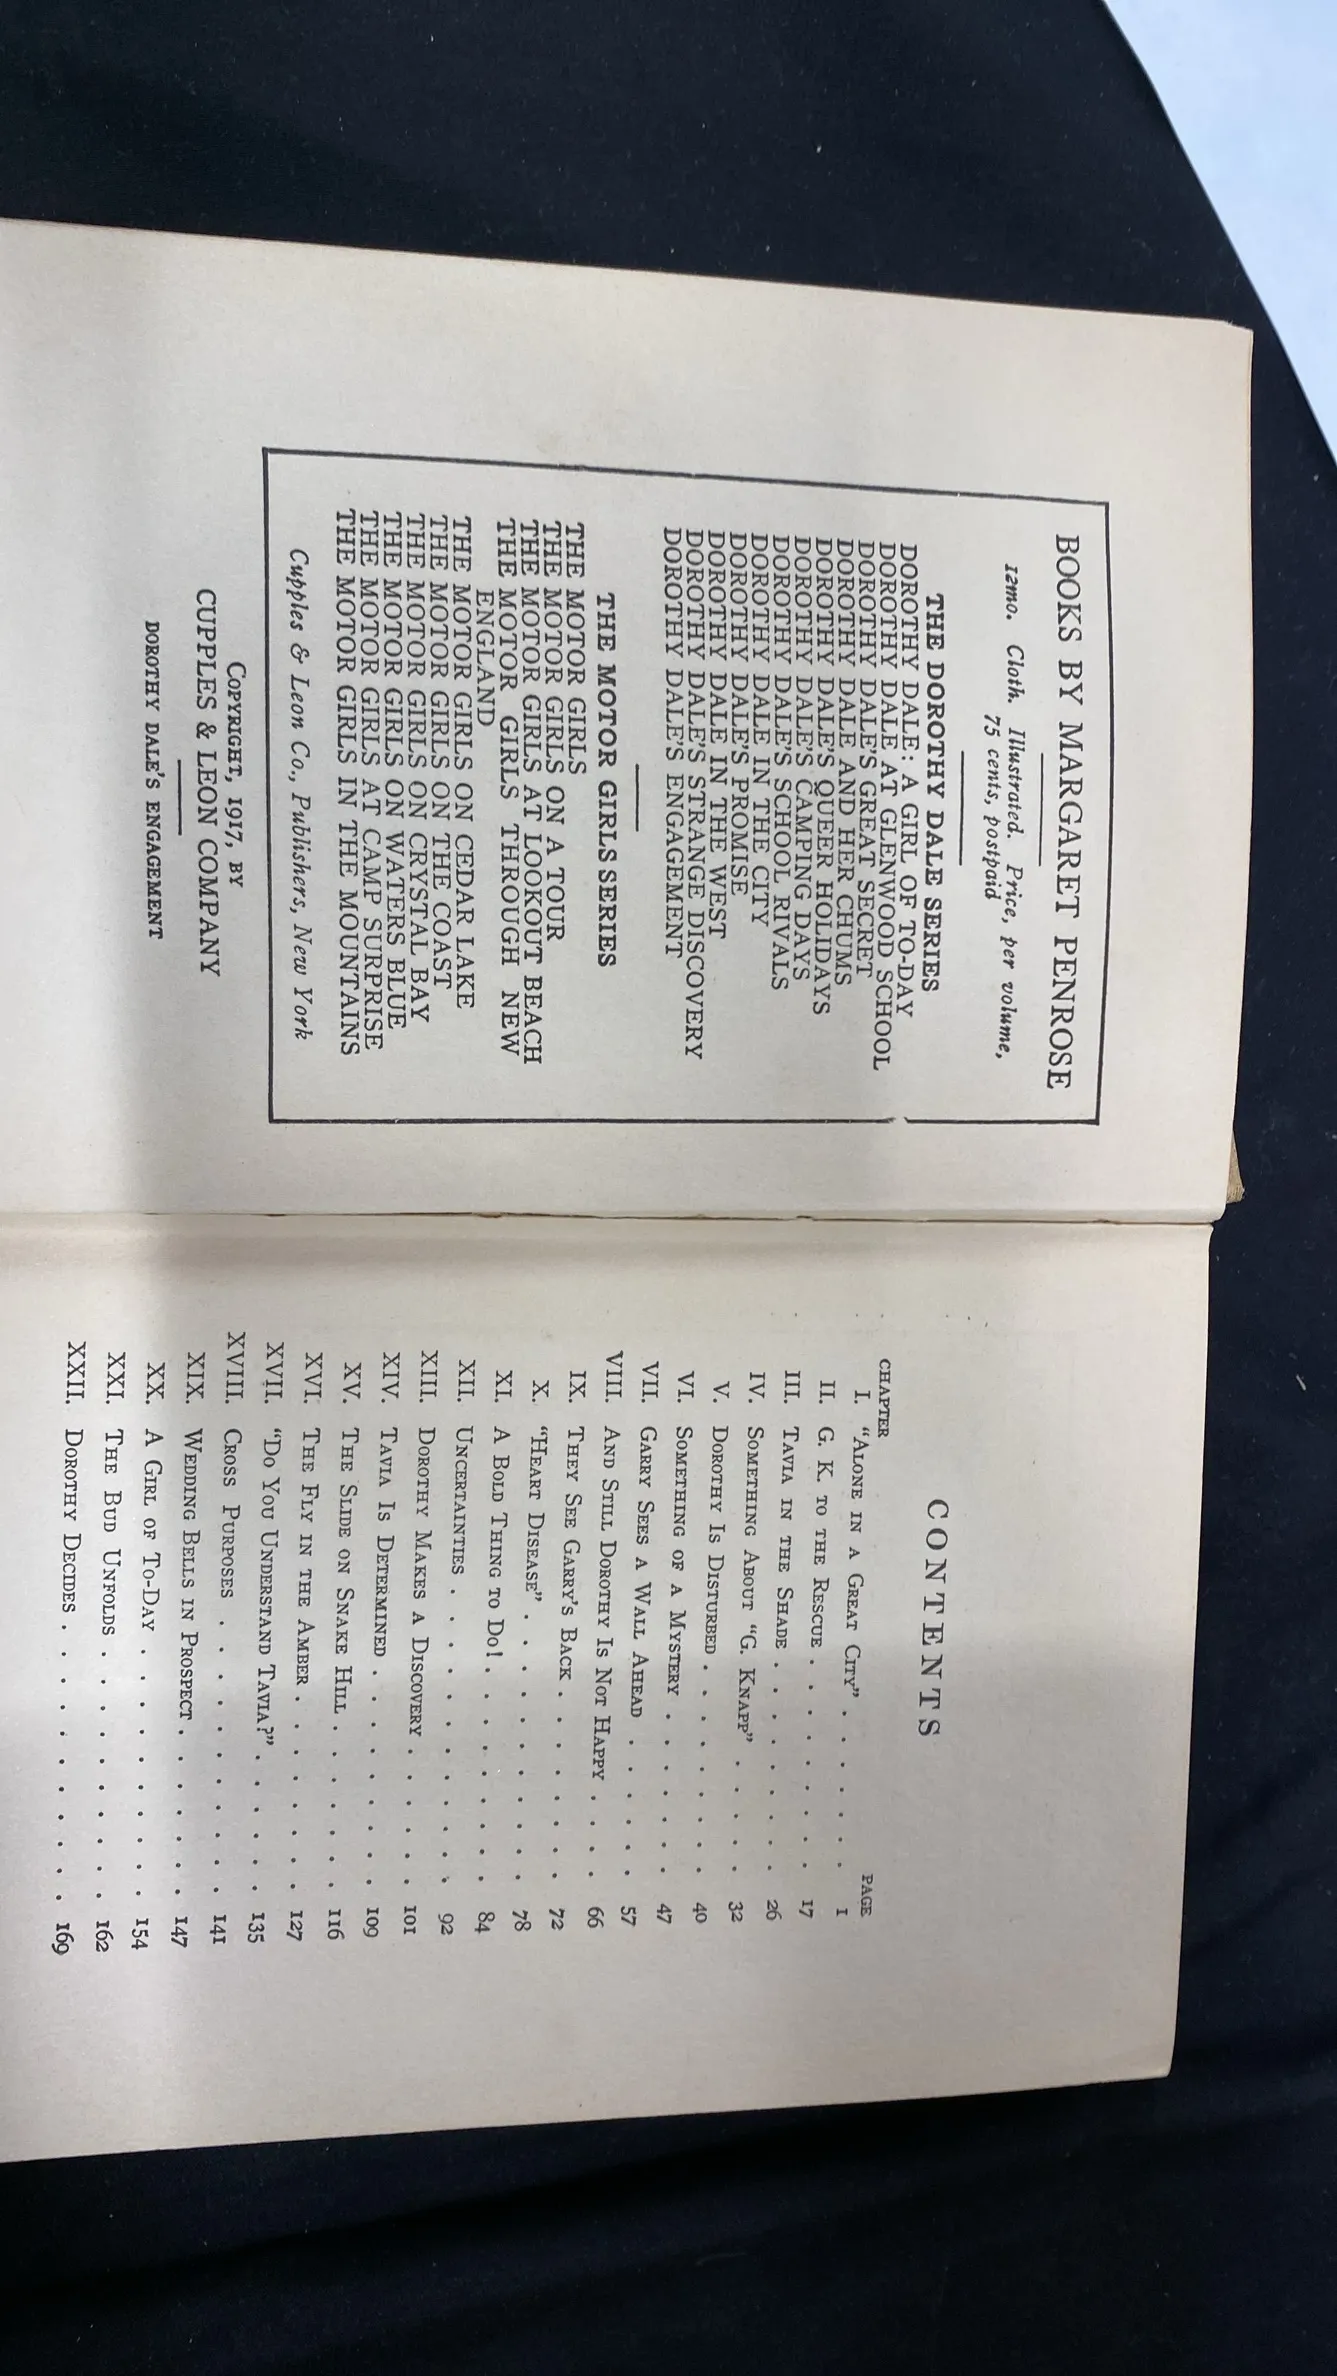 BOOKS BY MARGARET PENROSE
12mo. Cloth. Illustrated. Price, per volume,
75 cents, postpaid
THE DOROTHY DALE SERIES
DOROTHY DALE: A GIRL OF TO-DAY
DOROTHY DALE AT GLENWOOD SCHOOL
DOROTHY DALE'S GREAT SECRET
DOROTHY DALE AND HER CHUMS
DOROTHY DALE'S QUEER HOLIDAYS
DOROTHY DALE'S CAMPING DAYS
DOROTHY DALE'S SCHOOL RIVALS
DOROTHY DALE IN THE CITY
DOROTHY DALE'S PROMISE
DOROTHY DALE IN THE WEST
DOROTHY DALE'S STRANGE DISCOVERY
DOROTHY DALE'S ENGAGEMENT
THE MOTOR GIRLS SERIES
THE MOTOR GIRLS
THE MOTOR GIRLS ON A TOUR
THE MOTOR GIRLS AT LOOKOUT BEACH
THE MOTOR GIRLS THROUGH NEW
ENGLAND
THE MOTOR GIRLS ON CEDAR LAKE
THE MOTOR GIRLS ON THE COAST
THE MOTOR GIRLS ON CRYSTAL BAY
THE MOTOR GIRLS ON WATERS BLUE
THE MOTOR GIRLS AT CAMP SURPRISE
THE MOTOR GIRLS IN THE MOUNTAINS
Cupples & Leon Co., Publishers, New York
COPYRIGHT, 1917, BY
CUPPLES & LEON COMPANY
DOROTHY DALE'S ENGAGEMENT
CONTENTS
CHAPTER PAGE
I. "ALONE IN A GREAT CITY" . . . . . . 1
II. G. K. TO THE RESCUE . . . . . . . . 17
III. TAVIA IN THE SHADE . . . . . . . . 26
IV. SOMETHING ABOUT "G. KNAPP" . . . . . 32
V. DOROTHY IS DISTURBED . . . . . . . . 40
VI. SOMETHING OF A MYSTERY . . . . . . 47
VII. GARRY SEES A WALL AHEAD . . . . . 57
VIII. AND STILL DOROTHY IS NOT HAPPY . . . . 66
IX. THEY SEE GARRY'S BACK . . . . . . . 72
X. "HEART DISEASE" . . . . . . . . . . 78
XI. A BOLD THING TO DO! . . . . . . . . 84
XII. UNCERTAINTIES . . . . . . . . . . . 92
XIII. DOROTHY MAKES A DISCOVERY . . . . . 101
XIV. TAVIA IS DETERMINED . . . . . . . . 109
XV. THE SLIDE ON SNAKE HILL . . . . . . 116
XVI. THE FLY IN THE AMBER . . . . . . . 127
XVII. "DO YOU UNDERSTAND TAVIA?" . . . . . 135
XVIII. CROSS PURPOSES . . . . . . . . . . 141
XIX. WEDDING BELLS IN PROSPECT . . . . . . 147
XX. A GIRL OF TO-DAY . . . . . . . . . 154
XXI. THE BUD UNFOLDS . . . . . . . . . 162
XXII. DOROTHY DECIDES . . . . . . . . . . 169